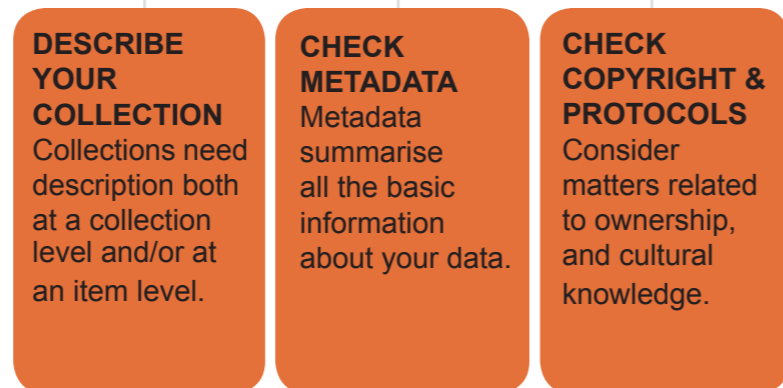 DESCRIBE
YOUR
COLLECTION
Collections need
description both
at a collection
level and/or at
an item level.
CHECK
METADATA
Metadata
summarise
all the basic
information
about your data.
CHECK
COPYRIGHT &
PROTOCOLS
Consider
matters related
to ownership,
and cultural
knowledge.